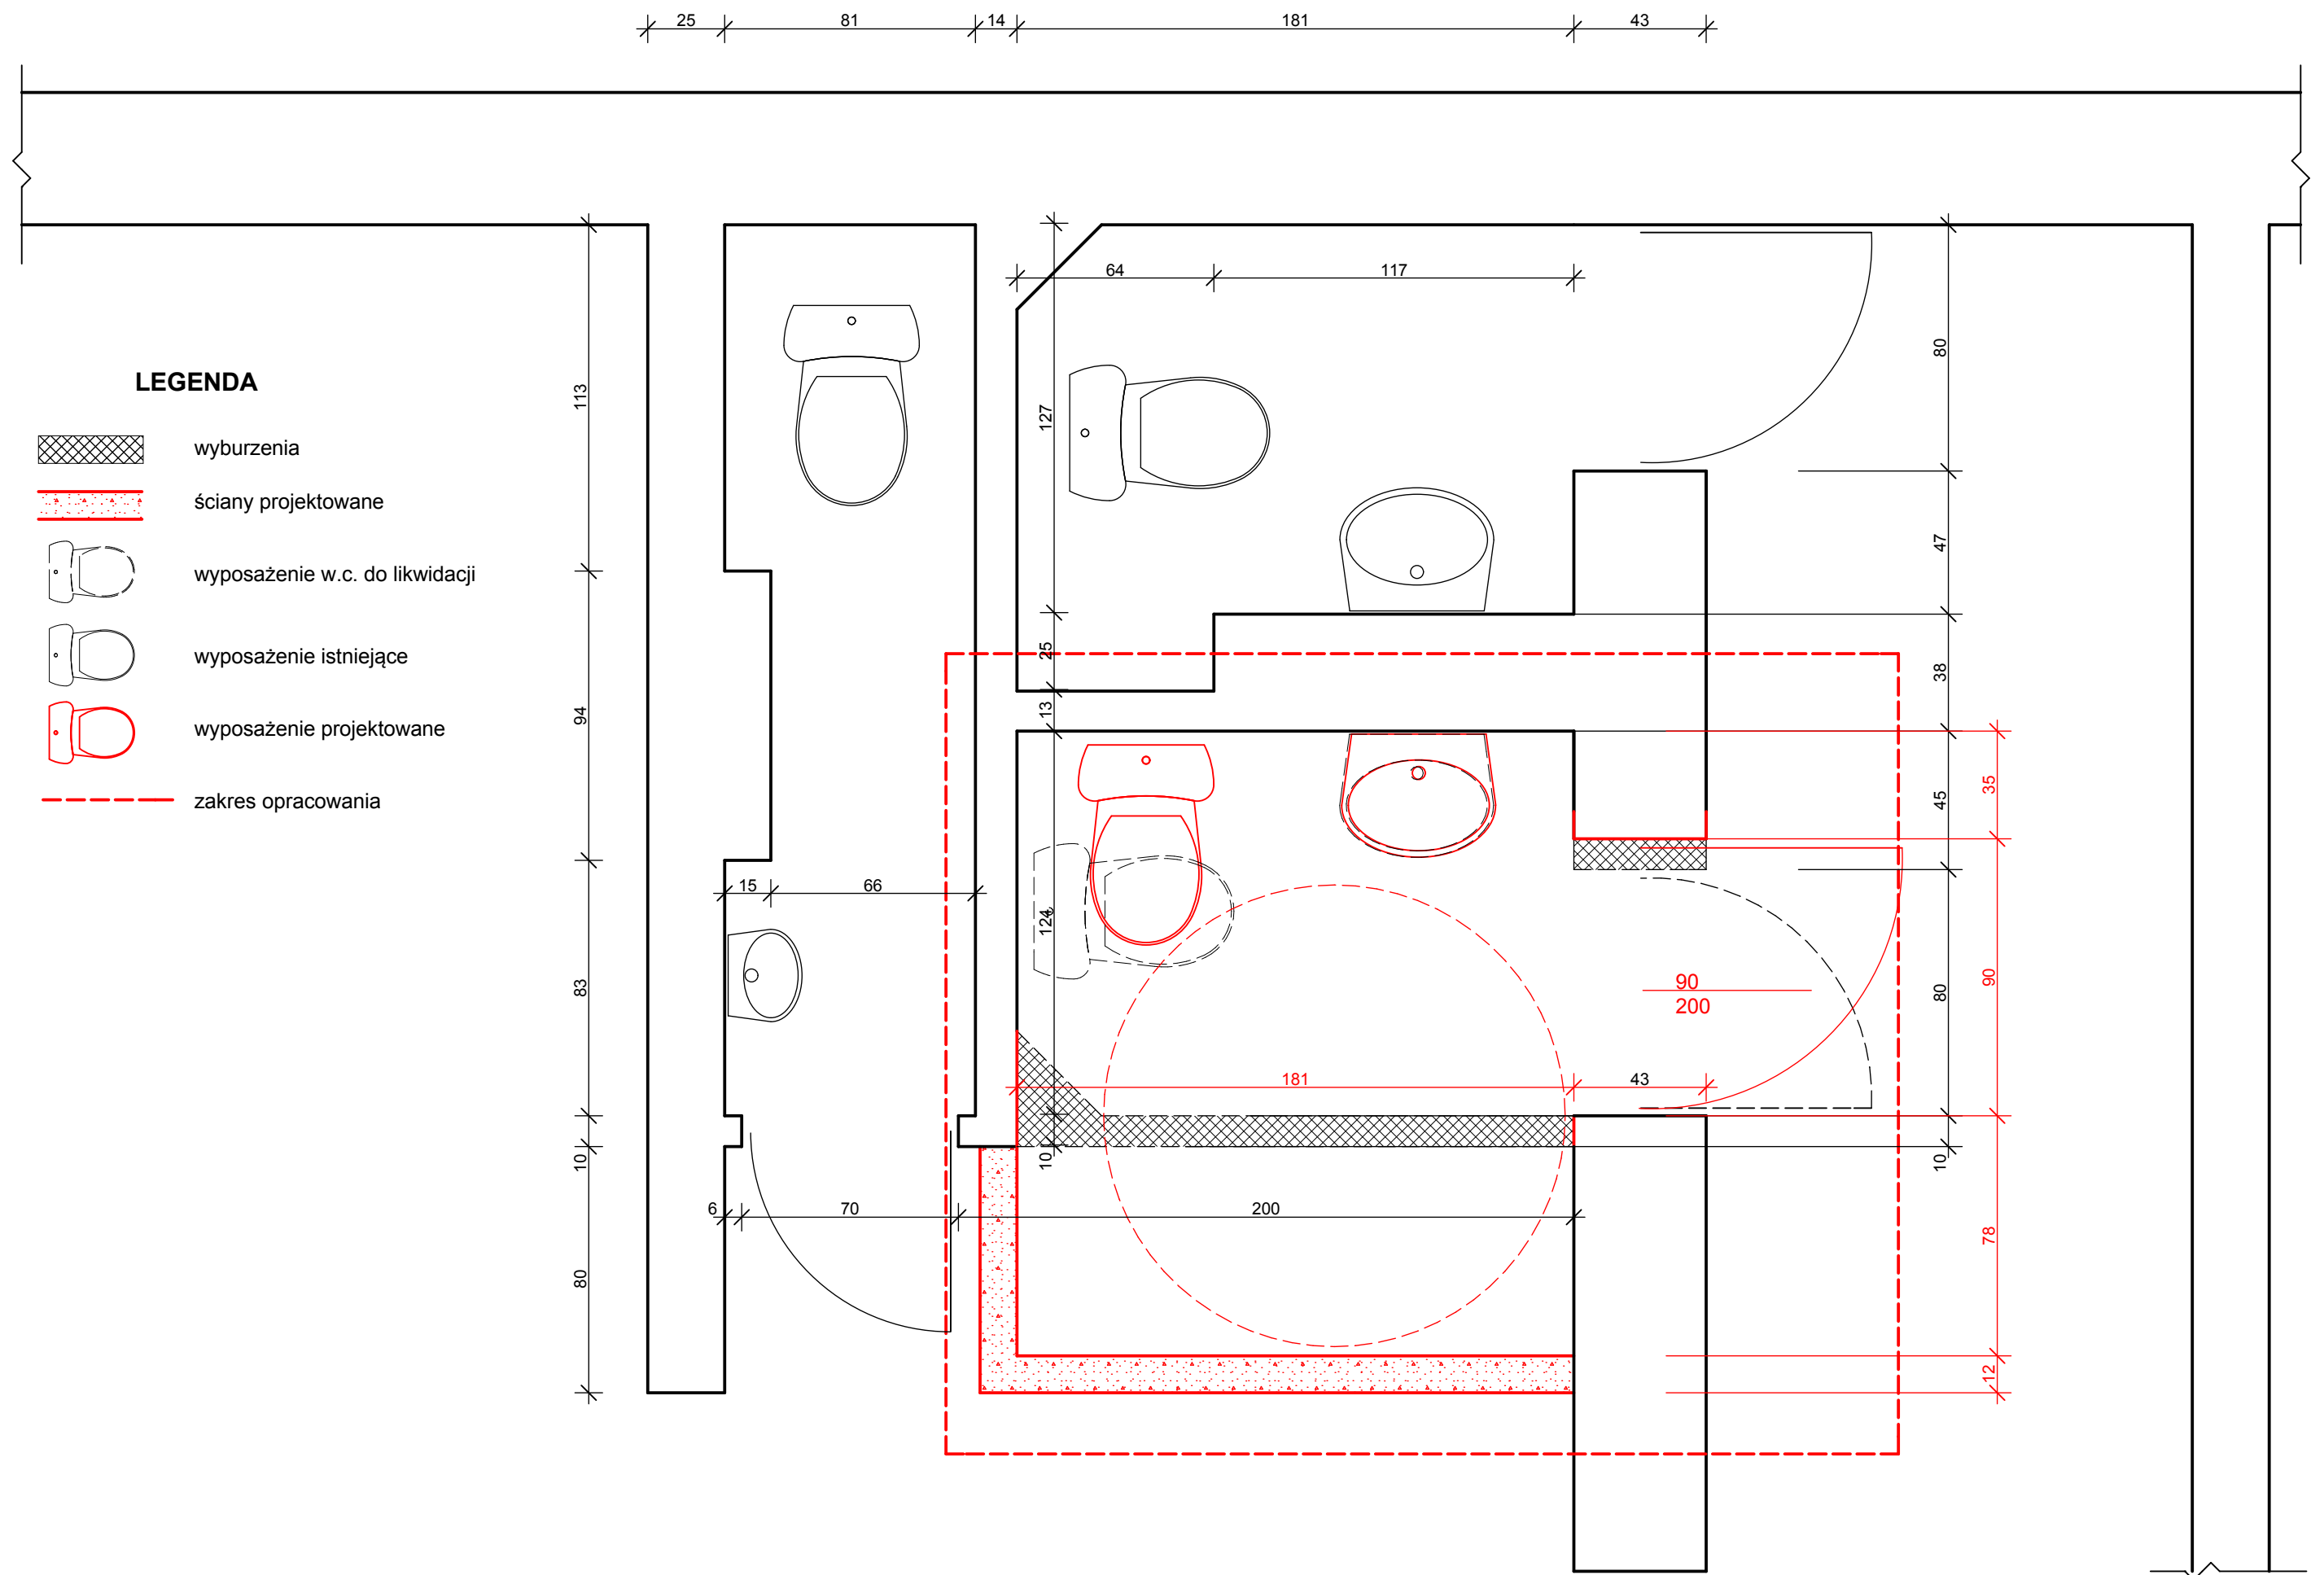 25 81 14 181 43
64 117
113
127
80
LEGENDA
wyburzenia
ściany projektowane
wyposażenie w.c. do likwidacji
wyposażenie istniejące
wyposażenie projektowane
zakres opracowania
47
25
38
94
13
35
45
15 66
124
83
90
200
80
90
181 43
10
10
10
6 70 200
78
80
12